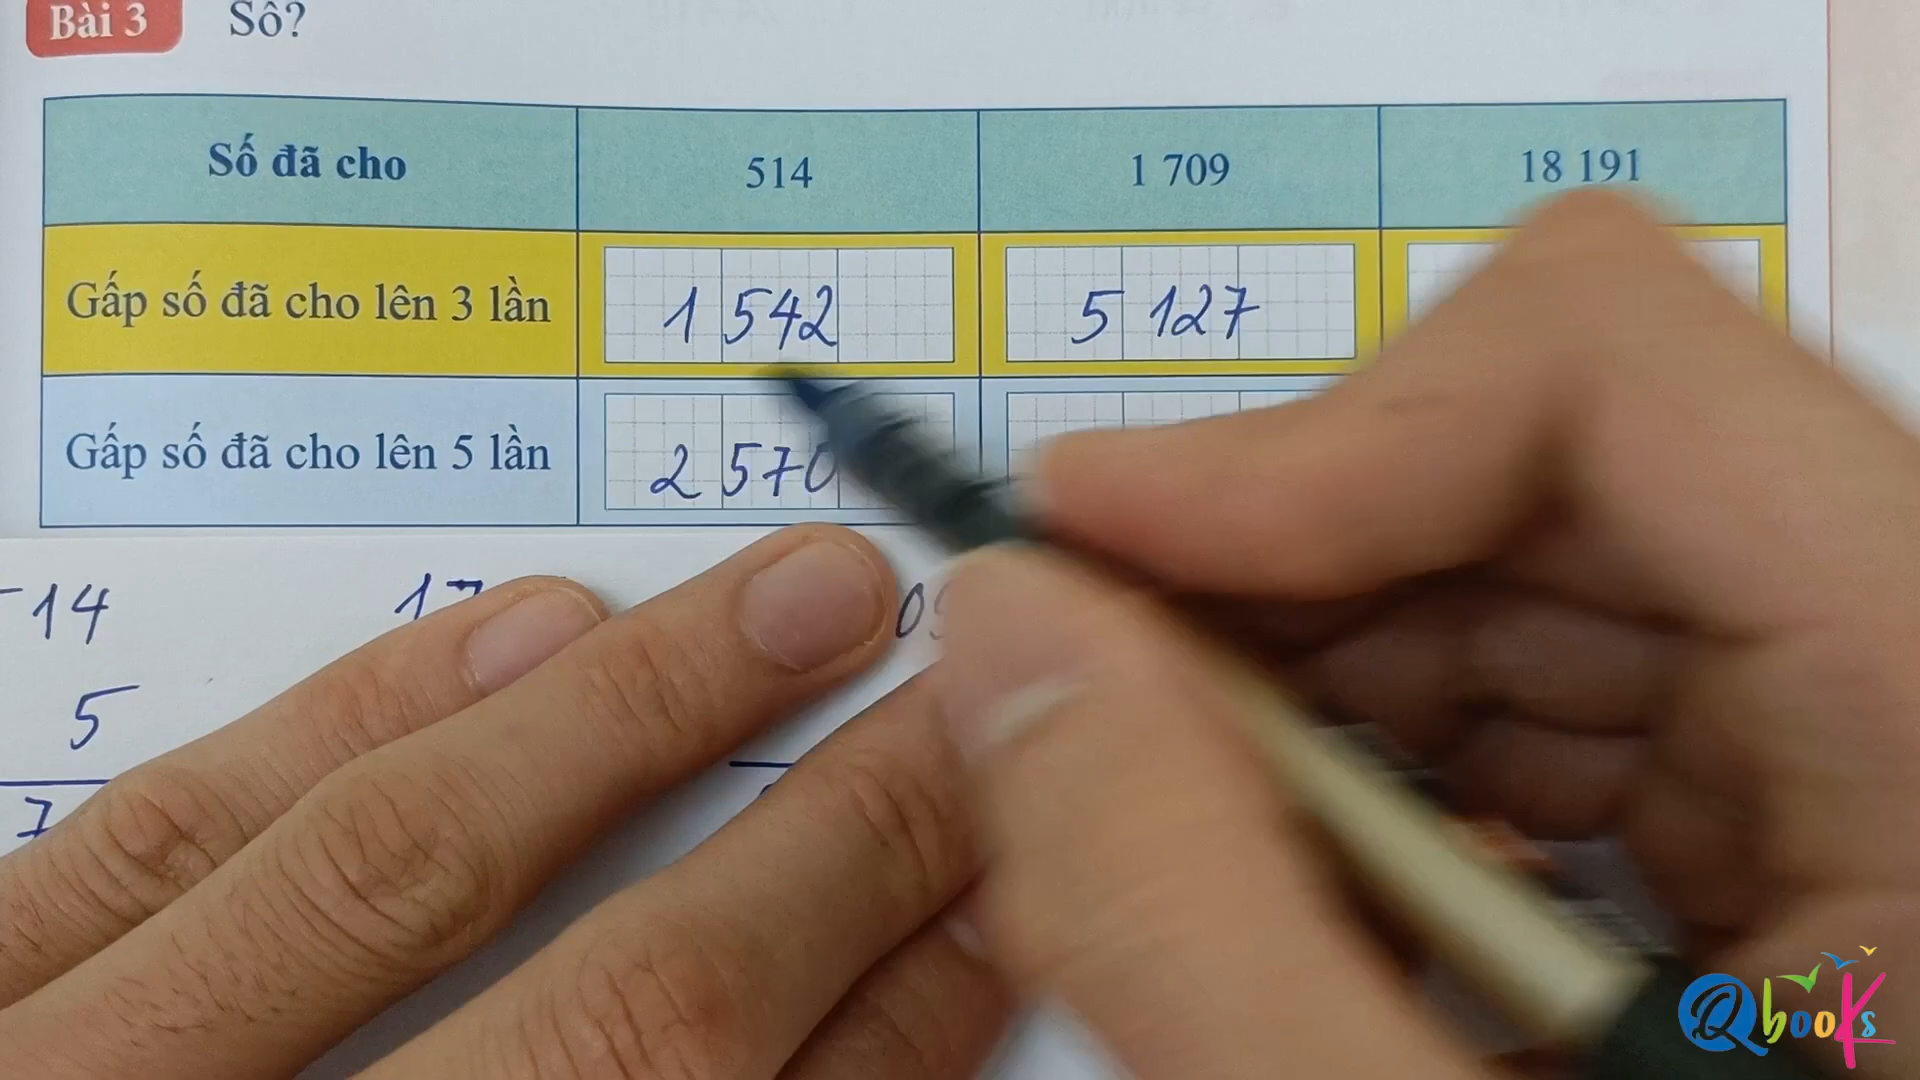 Bài 3 Số?
Số đã cho 514 1 709 18 191
Gấp số đã cho lên 3 lần 1 542 5 127
Gấp số đã cho lên 5 lần 2 570
14
5
7
Qbooks